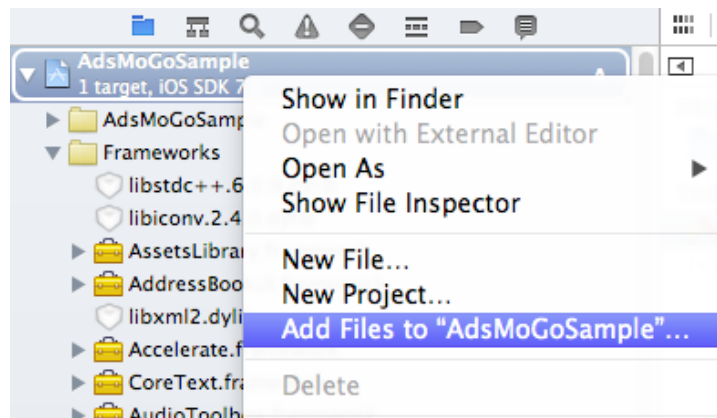 AdsMoGoSample
1 target, iOS SDK 7
AdsMoGoSamp
Frameworks
libstdc++.6
libiconv.2.4
AssetsLibra
AddressBoo
libxml2.dyli
Accelerate.f
CoreText.fra
AudioToolb
Show in Finder
Open with External Editor
Open As
Show File Inspector
New File...
New Project...
Add Files to “AdsMoGoSample”...
Delete